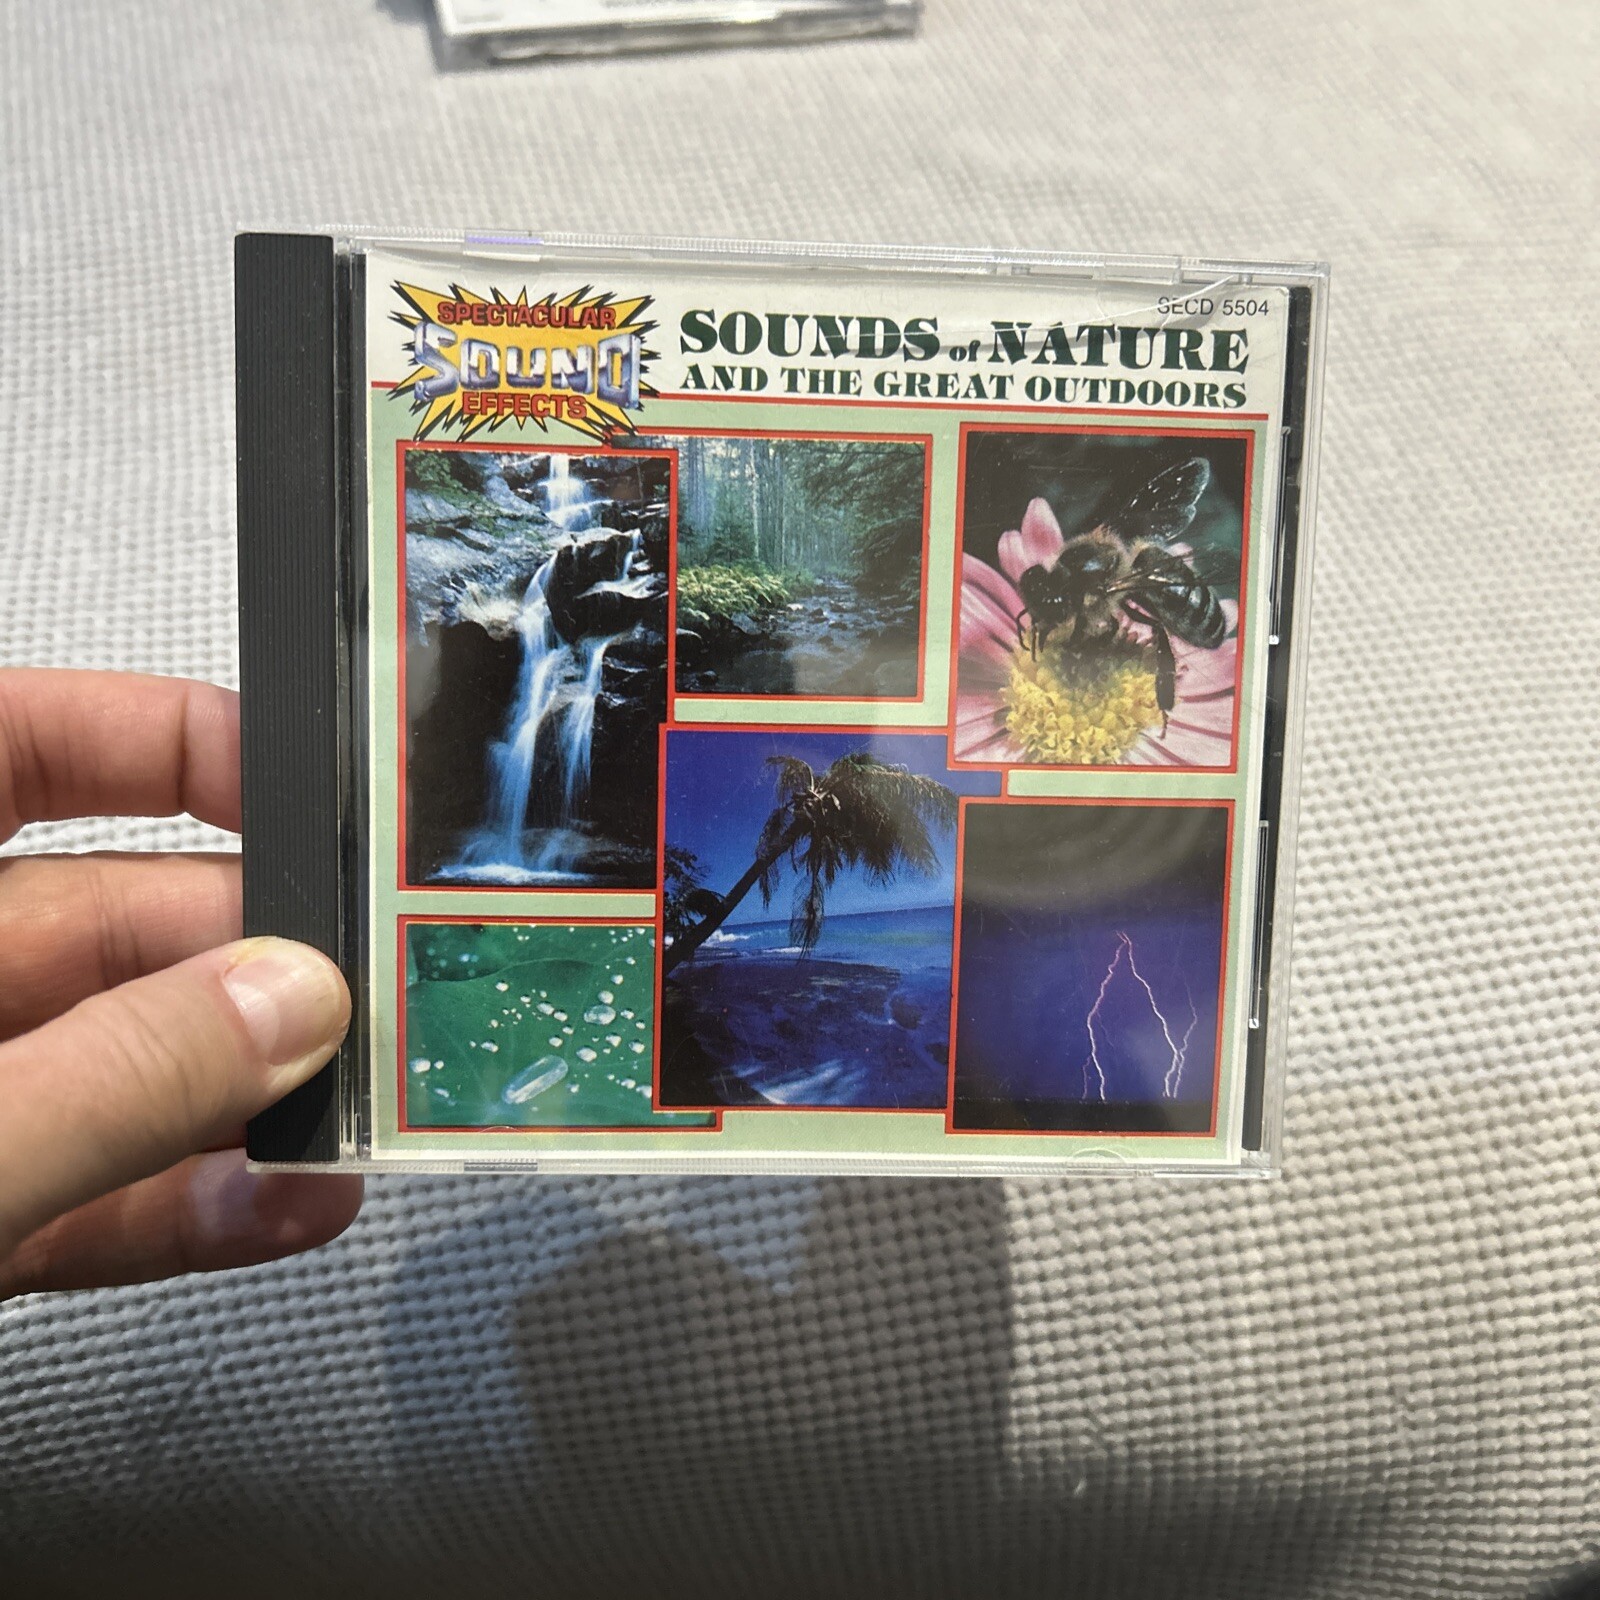 SPECTACULAR
SOUND
EFFECTS
SECD 5504
SOUNDS of NATURE
AND THE GREAT OUTDOORS